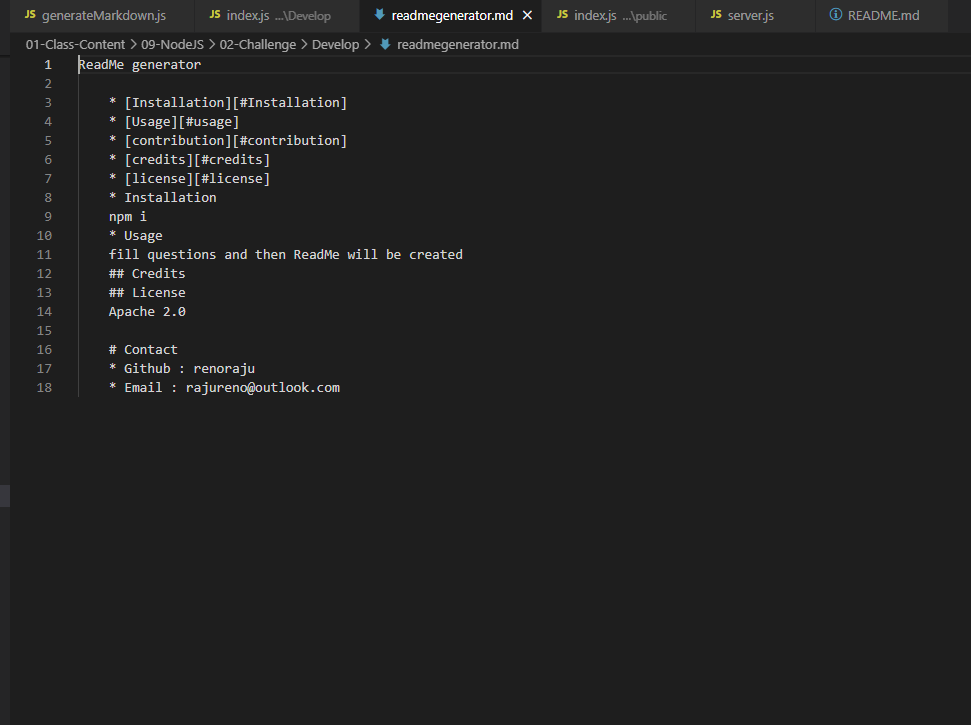 JS generateMarkdown.js JS index.js ...\Develop readmegenerator.md JS index.js ...\public JS server.js README.md
01-Class-Content > 09-NodeJS > 02-Challenge > Develop > readmegenerator.md
1 ReadMe generator
2
3 * [Installation][#Installation]
4 * [Usage][#usage]
5 * [contribution][#contribution]
6 * [credits][#credits]
7 * [license][#license]
8 * Installation
9 npm i
10 * Usage
11 fill questions and then ReadMe will be created
12 ## Credits
13 ## License
14 Apache 2.0
15
16 # Contact
17 * Github : renoraju
18 * Email : rajureno@outlook.com